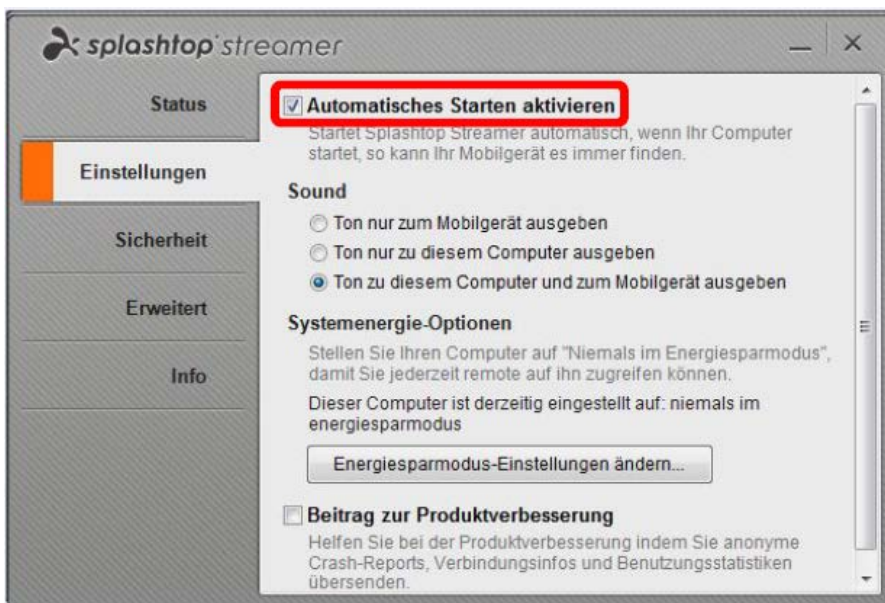 splashtop streamer
Status
Einstellungen
Sicherheit
Erweitert
Info
Automatisches Starten aktivieren
Startet Splashtop Streamer automatisch, wenn Ihr Computer
startet, so kann Ihr Mobilgerät es immer finden.
Sound
Ton nur zum Mobilgerät ausgeben
Ton nur zu diesem Computer ausgeben
Ton zu diesem Computer und zum Mobilgerät ausgeben
Systemenergie-Optionen
Stellen Sie Ihren Computer auf "Niemals im Energiesparmodus",
damit Sie jederzeit remote auf ihn zugreifen können.
Dieser Computer ist derzeitig eingestellt auf: niemals im
energiesparmodus
Energiesparmodus-Einstellungen ändern...
Beitrag zur Produktverbesserung
Helfen Sie bei der Produktverbesserung indem Sie anonyme
Crash-Reports, Verbindungsinfos und Benutzungsstatistiken
übersenden.